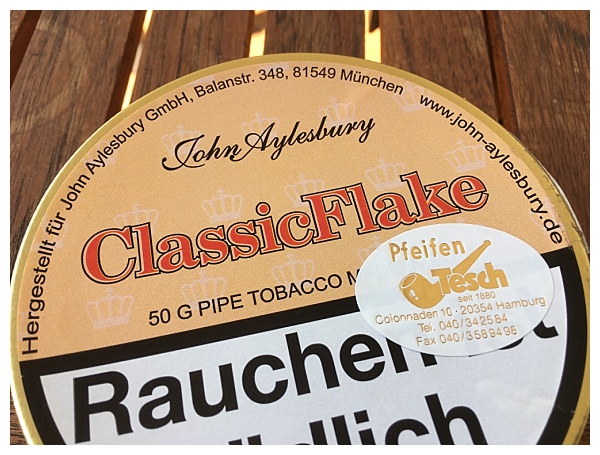 Hergestellt für John Aylesbury GmbH, Balanstr. 348, 81549 München
www.john-aylesbury.de
John Aylesbury
ClassicFlake
50 G PIPE TOBACCO
Pfeifen
Tesch
seit 1880
Colonnaden 10 · 20354 Hamburg
Tel. 040/342584
Fax 040/3589496
Rauchen